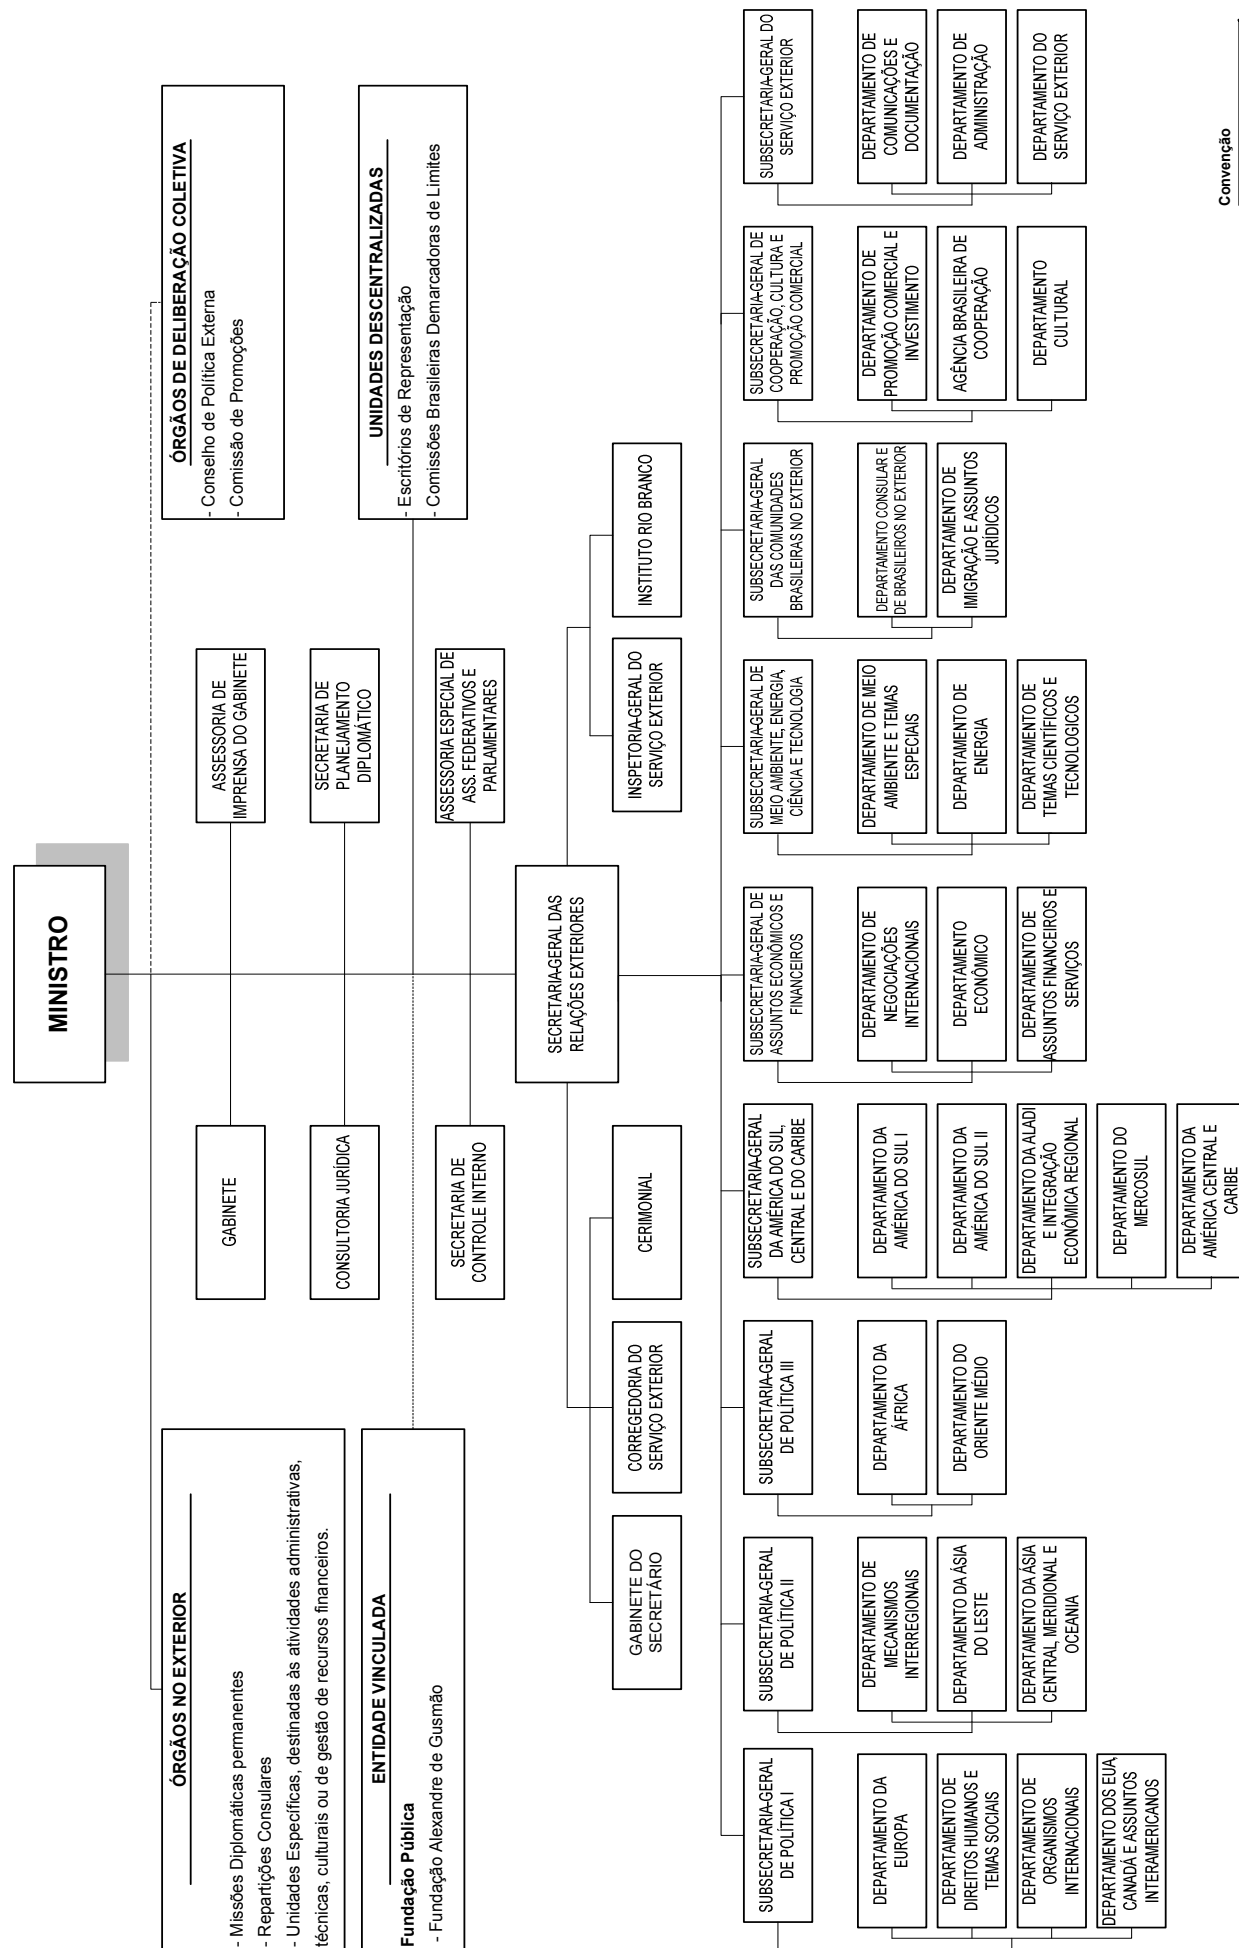 MINISTRO
ÓRGÃOS NO EXTERIOR
- Missões Diplomáticas permanentes
- Repartições Consulares
- Unidades Específicas, destinadas às atividades administrativas,
técnicas, culturais ou de gestão de recursos financeiros.
ÓRGÃOS DE DELIBERAÇÃO COLETIVA
- Conselho de Política Externa
- Comissão de Promoções
GABINETE
ASSESSORIA DE
IMPRENSA DO GABINETE
CONSULTORIA JURÍDICA
SECRETARIA DE
PLANEJAMENTO
DIPLOMÁTICO
ENTIDADE VINCULADA
Fundação Pública
- Fundação Alexandre de Gusmão
UNIDADES DESCENTRALIZADAS
- Escritórios de Representação
- Comissões Brasileiras Demarcadoras de Limites
SECRETARIA DE
CONTROLE INTERNO
ASSESSORIA ESPECIAL DE
ASS. FEDERATIVOS E
PARLAMENTARES
SECRETARIA-GERAL DAS
RELAÇÕES EXTERIORES
GABINETE DO
SECRETÁRIO
CORREGEDORIA DO
SERVIÇO EXTERIOR
CERIMONIAL
INSPETORIA-GERAL DO
SERVIÇO EXTERIOR
INSTITUTO RIO BRANCO
SUBSECRETARIA-GERAL
DE POLÍTICA I
DEPARTAMENTO DA
EUROPA
DEPARTAMENTO DE
DIREITOS HUMANOS E
TEMAS SOCIAIS
DEPARTAMENTO DE
ORGANISMOS
INTERNACIONAIS
DEPARTAMENTO DOS EUA,
CANADÁ E ASSUNTOS
INTERAMERICANOS
SUBSECRETARIA-GERAL
DE POLÍTICA II
DEPARTAMENTO DE
MECANISMOS
INTERREGIONAIS
DEPARTAMENTO DA ÁSIA
DO LESTE
DEPARTAMENTO DA ÁSIA
CENTRAL, MERIDIONAL E
OCEANIA
SUBSECRETARIA-GERAL
DE POLÍTICA III
DEPARTAMENTO DA
ÁFRICA
DEPARTAMENTO DO
ORIENTE MÉDIO
SUBSECRETARIA-GERAL
DA AMÉRICA DO SUL,
CENTRAL E DO CARIBE
DEPARTAMENTO DA
AMÉRICA DO SUL I
DEPARTAMENTO DA
AMÉRICA DO SUL II
DEPARTAMENTO DA ALADI
E INTEGRAÇÃO
ECONÔMICA REGIONAL
DEPARTAMENTO DO
MERCOSUL
DEPARTAMENTO DA
AMÉRICA CENTRAL E
CARIBE
SUBSECRETARIA-GERAL DE
ASSUNTOS ECONÔMICOS E
FINANCEIROS
DEPARTAMENTO DE
NEGOCIAÇÕES
INTERNACIONAIS
DEPARTAMENTO
ECONÔMICO
DEPARTAMENTO DE
ASSUNTOS FINANCEIROS E
SERVIÇOS
SUBSECRETARIA-GERAL DE
MEIO AMBIENTE, ENERGIA,
CIÊNCIA E TECNOLOGIA
DEPARTAMENTO DE MEIO
AMBIENTE E TEMAS
ESPECIAIS
DEPARTAMENTO DE
ENERGIA
DEPARTAMENTO DE
TEMAS CIENTÍFICOS E
TECNOLOGICOS
SUBSECRETARIA-GERAL
DAS COMUNIDADES
BRASILEIRAS NO EXTERIOR
DEPARTAMENTO CONSULAR E
DE BRASILEIROS NO EXTERIOR
DEPARTAMENTO DE
IMIGRAÇÃO E ASSUNTOS
JURÍDICOS
SUBSECRETARIA-GERAL DE
COOPERAÇÃO, CULTURA E
PROMOÇÃO COMERCIAL
DEPARTAMENTO DE
PROMOÇÃO COMERCIAL E
INVESTIMENTO
AGÊNCIA BRASILEIRA DE
COOPERAÇÃO
DEPARTAMENTO
CULTURAL
SUBSECRETARIA-GERAL DO
SERVIÇO EXTERIOR
DEPARTAMENTO DE
COMUNICAÇÕES E
DOCUMENTAÇÃO
DEPARTAMENTO DE
ADMINISTRAÇÃO
DEPARTAMENTO DO
SERVIÇO EXTERIOR
Convenção